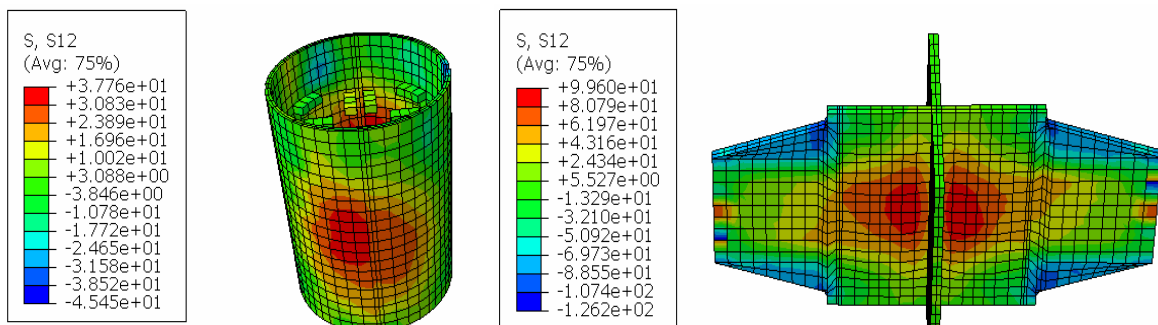 S, S12
(Avg: 75%)
+3.776e+01
+3.083e+01
+2.389e+01
+1.696e+01
+1.002e+01
+3.088e+00
-3.846e+00
-1.078e+01
-1.772e+01
-2.465e+01
-3.158e+01
-3.852e+01
-4.545e+01
S, S12
(Avg: 75%)
+9.960e+01
+8.079e+01
+6.197e+01
+4.316e+01
+2.434e+01
+5.527e+00
-1.329e+01
-3.210e+01
-5.092e+01
-6.973e+01
-8.855e+01
-1.074e+02
-1.262e+02